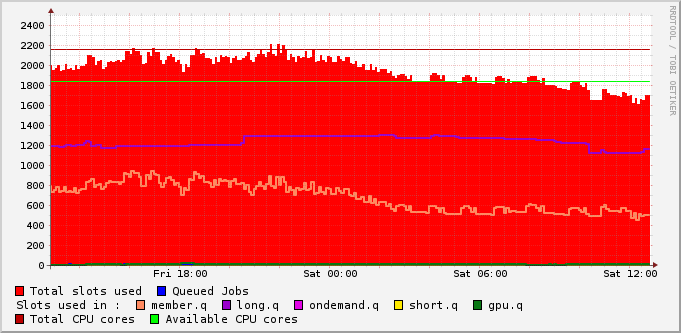 2400
2200
2000
1800
1600
1400
1200
1000
800
600
400
200
0
Fri 18:00 Sat 00:00 Sat 06:00 Sat 12:00
Total slots used Queued Jobs
Slots used in : member.q long.q ondemand.q short.q gpu.q
Total CPU cores Available CPU cores
RRDTOOL / TOBI OETIKER